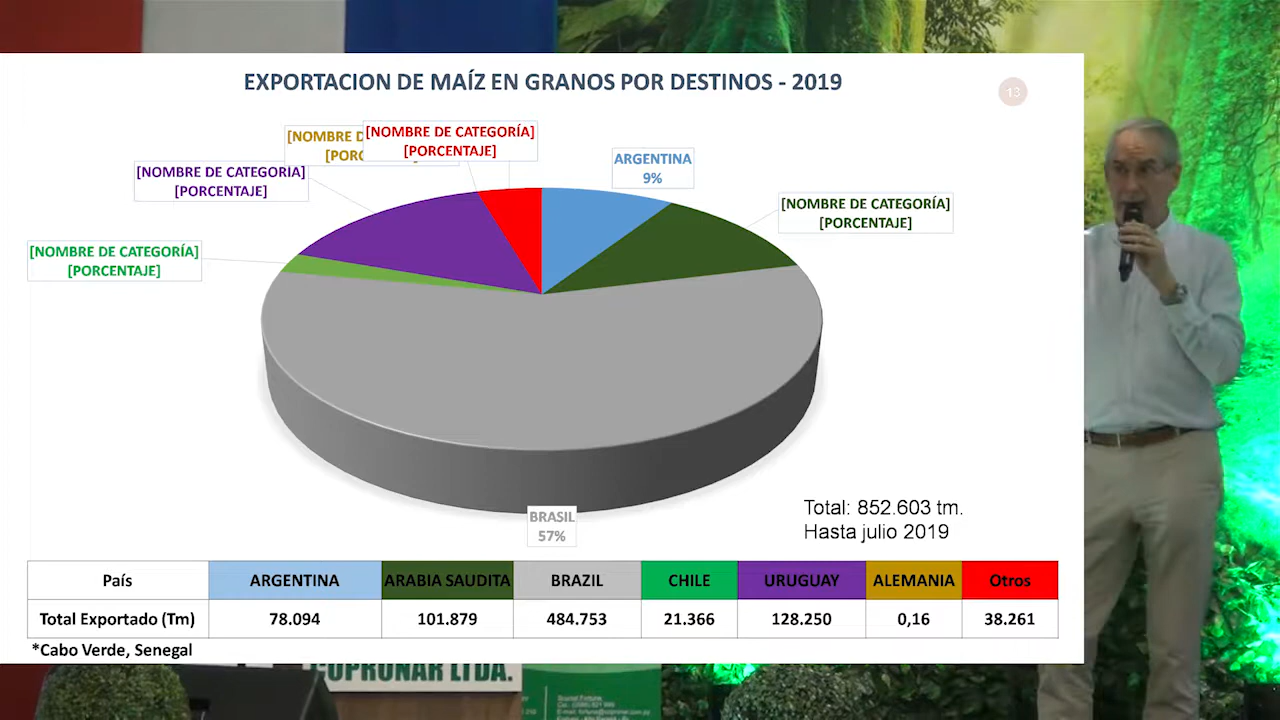 EXPORTACION DE MAÍZ EN GRANOS POR DESTINOS - 2019
13
[NOMBRE DE CATEGORÍA]
[PORCENTAJE]
[NOMBRE D
[PORC
[NOMBRE DE CATEGORÍA]
[PORCENTAJE]
ARGENTINA
9%
[NOMBRE DE CATEGORÍA]
[PORCENTAJE]
[NOMBRE DE CATEGORÍA]
[PORCENTAJE]
BRASIL
57%
Total: 852.603 tm.
Hasta julio 2019
País ARGENTINA ARABIA SAUDITA BRAZIL CHILE URUGUAY ALEMANIA Otros
Total Exportado (Tm) 78.094 101.879 484.753 21.366 128.250 0,16 38.261
*Cabo Verde, Senegal
COPRONAR LTDA.